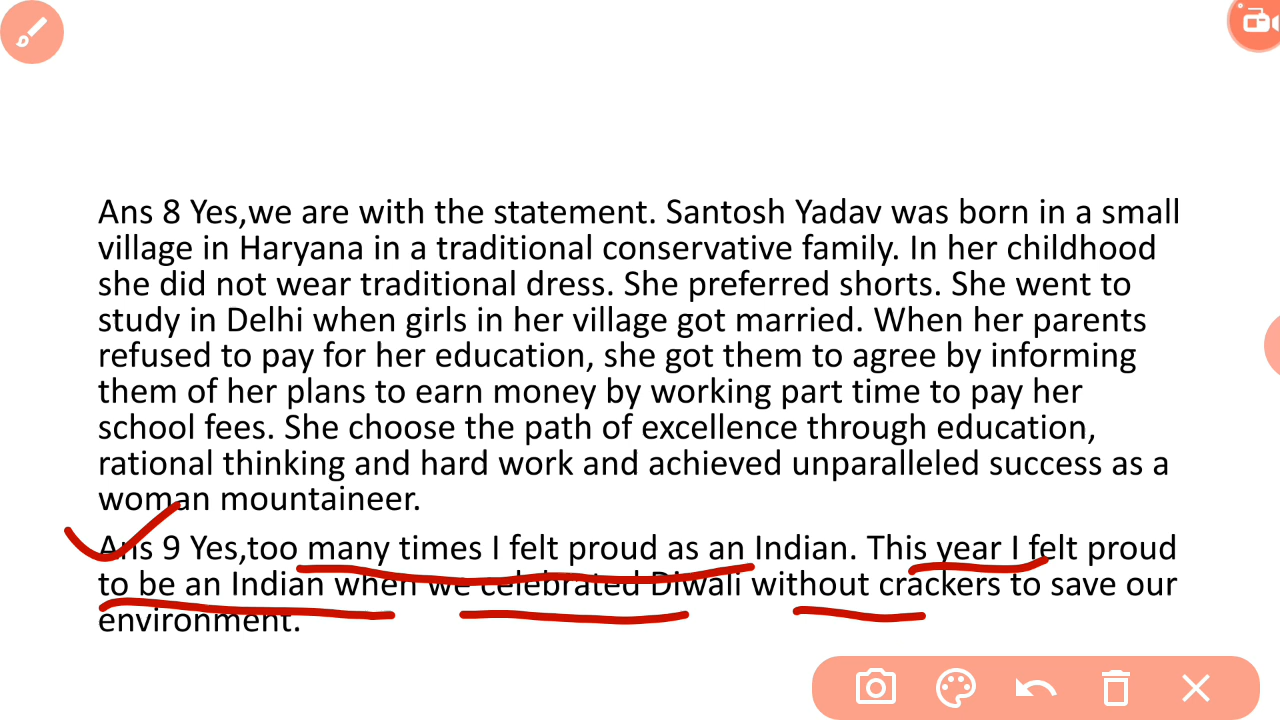 Ans 8 Yes,we are with the statement. Santosh Yadav was born in a small
village in Haryana in a traditional conservative family. In her childhood
she did not wear traditional dress. She preferred shorts. She went to
study in Delhi when girls in her village got married. When her parents
refused to pay for her education, she got them to agree by informing
them of her plans to earn money by working part time to pay her
school fees. She choose the path of excellence through education,
rational thinking and hard work and achieved unparalleled success as a
woman mountaineer.
Ans 9 Yes,too many times I felt proud as an Indian. This year I felt proud
to be an Indian when we celebrated Diwali without crackers to save our
environment.